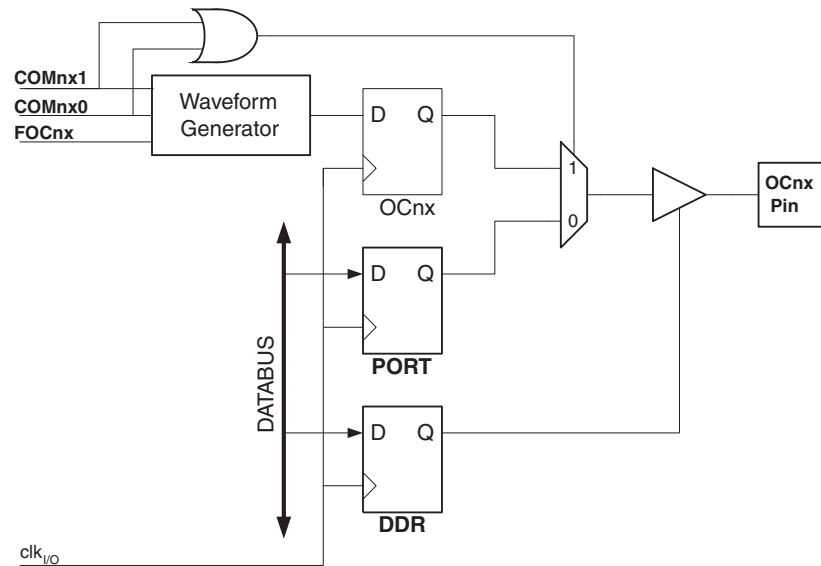 COMnx1
COMnx0
FOCnx
Waveform
Generator
D Q
OCnx
1
0
OCnx
Pin
D Q
PORT
DATABUS
D Q
DDR
clkI/O